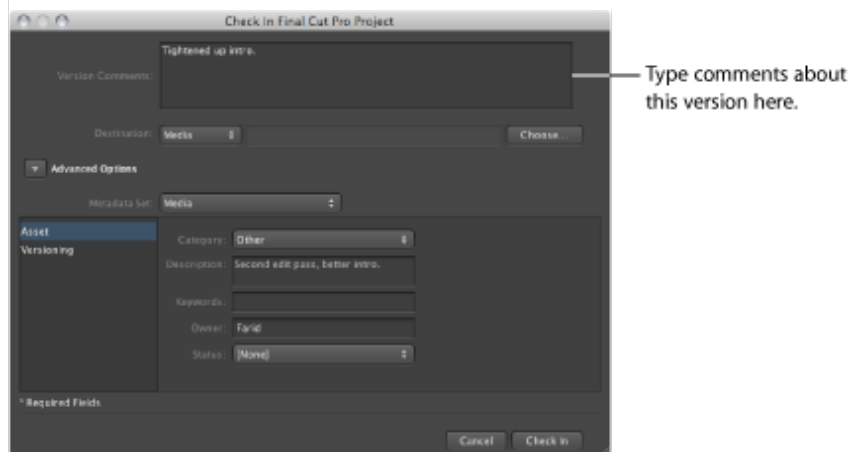 Check In Final Cut Pro Project
Version Comments:
Tightened up intro.
Type comments about
this version here.
Destination: Media Choose...
Advanced Options
Metadata Set: Media
Asset
Versioning
Category: Other
Description: Second edit pass, better intro.
Keywords:
Owner: Farid
Status: [None]
* Required Fields
Cancel Check In